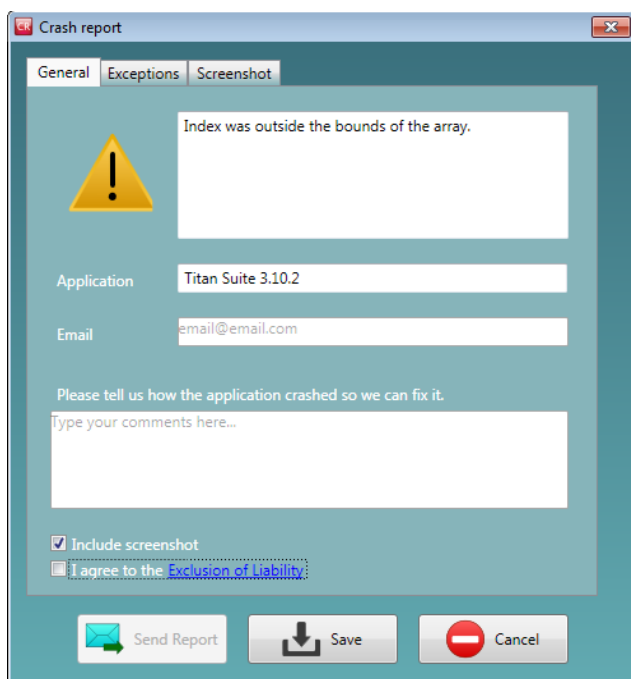 CR Crash report
General Exceptions Screenshot
Index was outside the bounds of the array.
Application Titan Suite 3.10.2
Email email@email.com
Please tell us how the application crashed so we can fix it.
Type your comments here...
Include screenshot
I agree to the Exclusion of Liability
Send Report Save Cancel